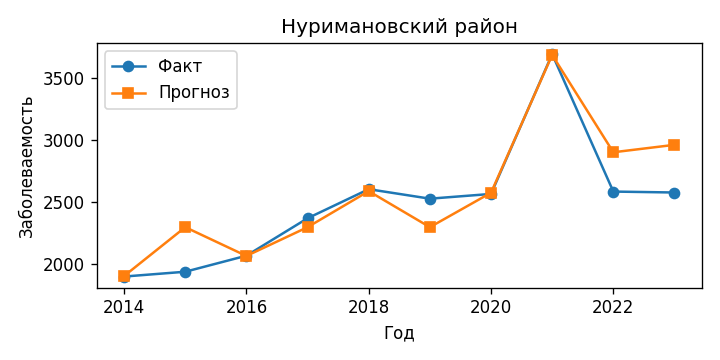 Нуримановский район
Факт
Прогноз
Заболеваемость
3500
3000
2500
2000
2014
2016
2018
2020
2022
Год